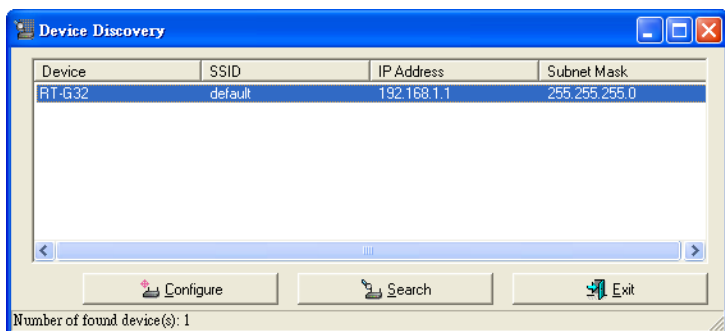 Device Discovery
Device SSID IP Address Subnet Mask
RT-G32 default 192.168.1.1 255.255.255.0
Configure Search Exit
Number of found device(s): 1